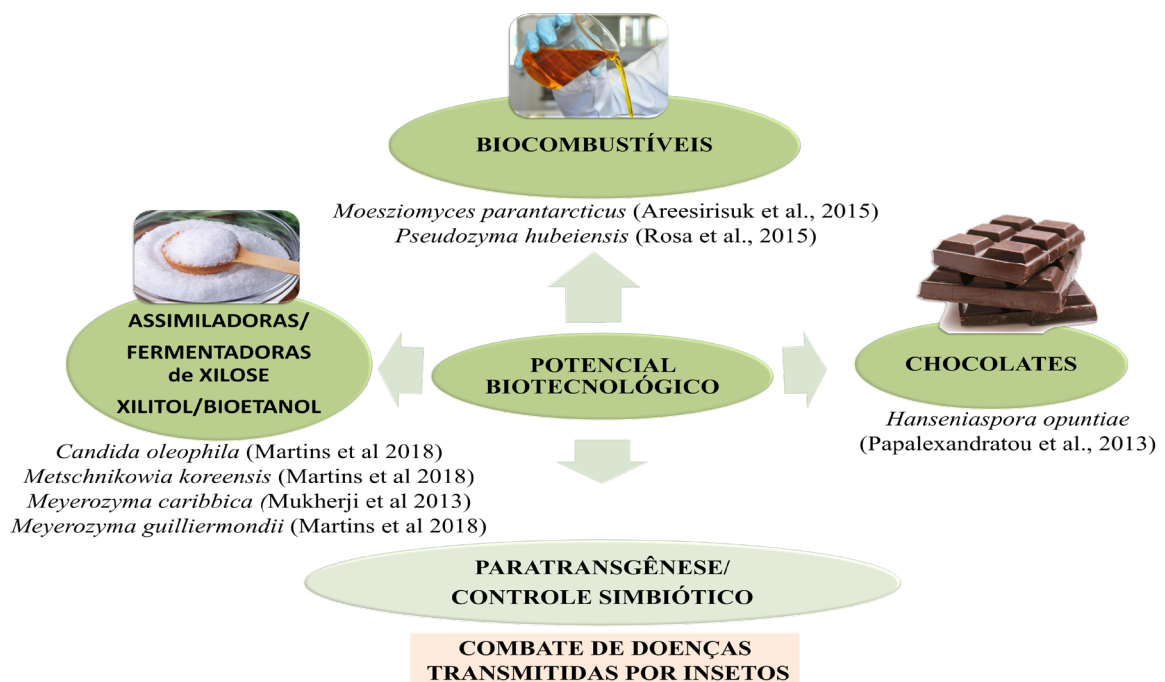 BIOCOMBUSTÍVEIS
Moesziomyces parantarcticus (Areesirisuk et al., 2015)
Pseudozyma hubeiensis (Rosa et al., 2015)
ASSIMILADORAS/
FERMENTADORAS
de XILOSE
XILITOL/BIOETANOL
Candida oleophila (Martins et al 2018)
Metschnikowia koreensis (Martins et al 2018)
Meyerozyma caribbica (Mukherji et al 2013)
Meyerozyma guilliermondii (Martins et al 2018)
POTENCIAL
BIOTECNOLÓGICO
CHOCOLATES
Hanseniaspora opuntiae
(Papalexandratou et al., 2013)
PARATRANSGÊNESE/
CONTROLE SIMBIÓTICO
COMBATE DE DOENÇAS
TRANSMITIDAS POR INSETOS